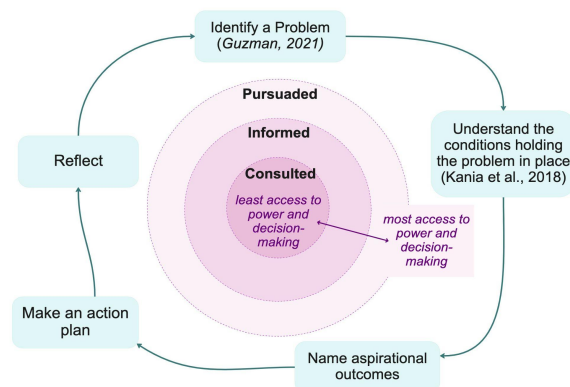 Identify a Problem
(Guzman, 2021)
Pursuaded
Informed
Consulted
least access to
power and
decision-
making
most access to
power and
decision-
making
Understand the
conditions holding
the problem in place
(Kania et al., 2018)
Name aspirational
outcomes
Make an action
plan
Reflect